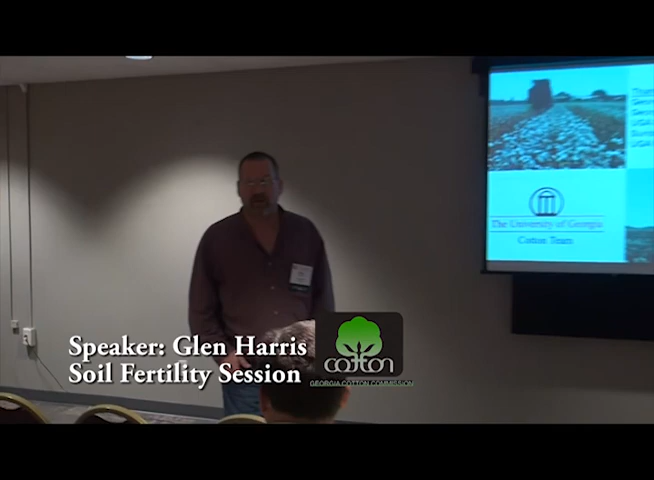 The University of Georgia
Cotton Team
Speaker: Glen Harris
Soil Fertility Session
cotton
GEORGIA COTTON COMMISSION